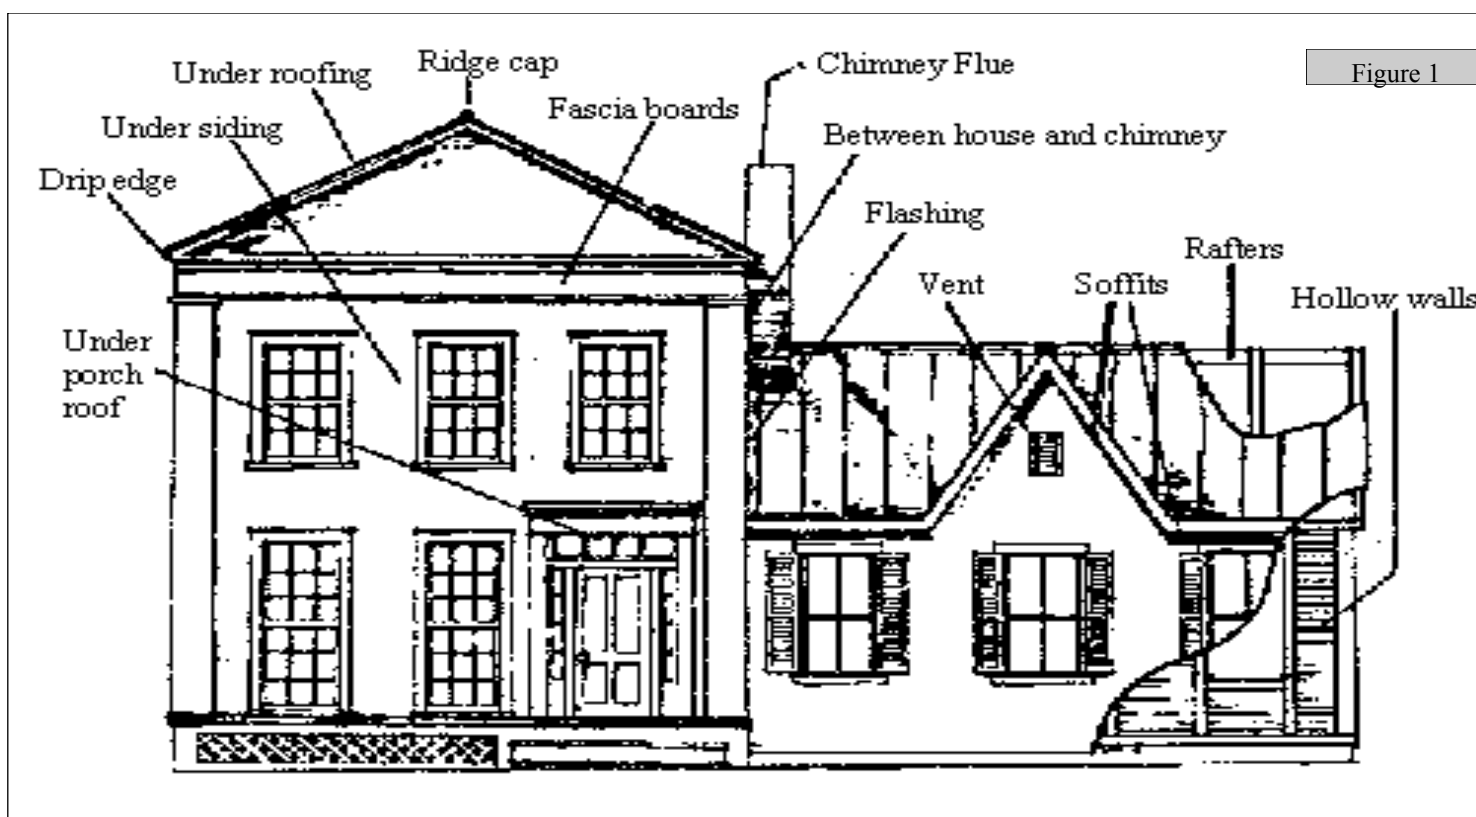 Figure 1
Ridge cap
Chimney Flue
Under roofing
Fascia boards
Under siding
Between house and chimney
Drip edge
Flashing
Rafters
Vent
Soffits
Hollow walls
Under
porch
roof